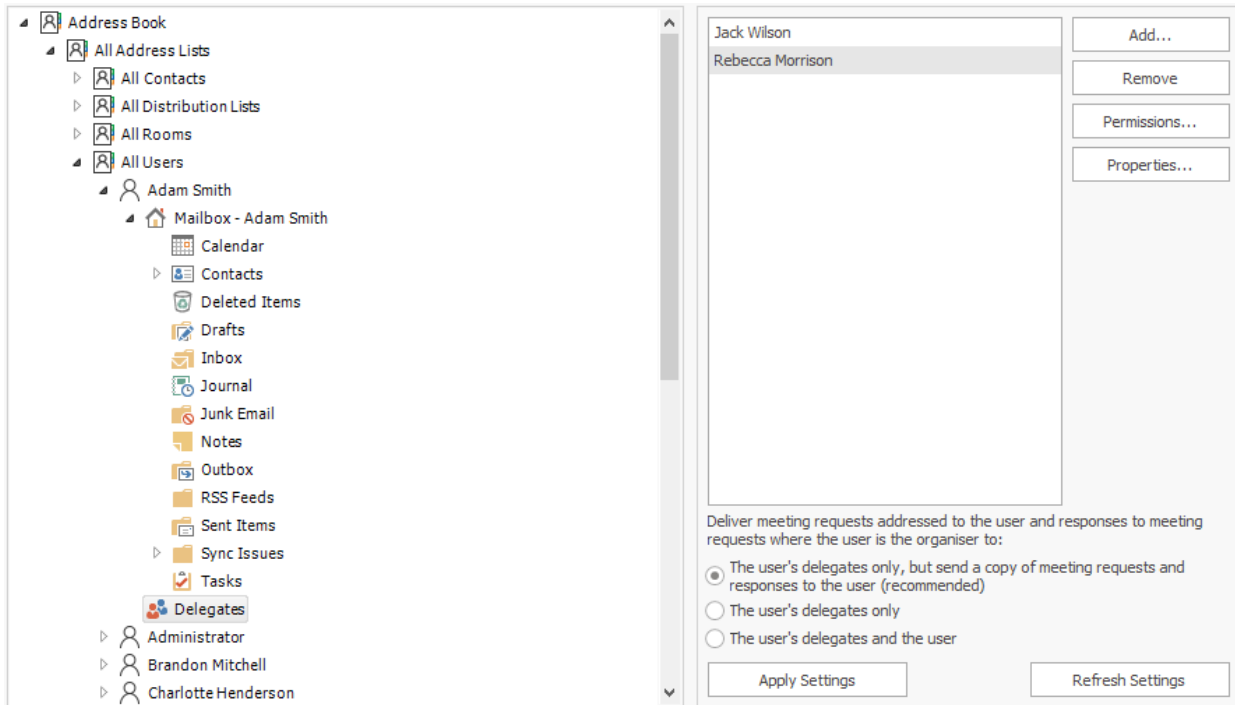 Address Book
All Address Lists
All Contacts
All Distribution Lists
All Rooms
All Users
Adam Smith
Mailbox - Adam Smith
Calendar
Contacts
Deleted Items
Drafts
Inbox
Journal
Junk Email
Notes
Outbox
RSS Feeds
Sent Items
Sync Issues
Tasks
Delegates
Administrator
Brandon Mitchell
Charlotte Henderson
Jack Wilson
Rebecca Morrison
Add...
Remove
Permissions...
Properties...
Deliver meeting requests addressed to the user and responses to meeting
requests where the user is the organiser to:
The user's delegates only, but send a copy of meeting requests and
responses to the user (recommended)
The user's delegates only
The user's delegates and the user
Apply Settings
Refresh Settings